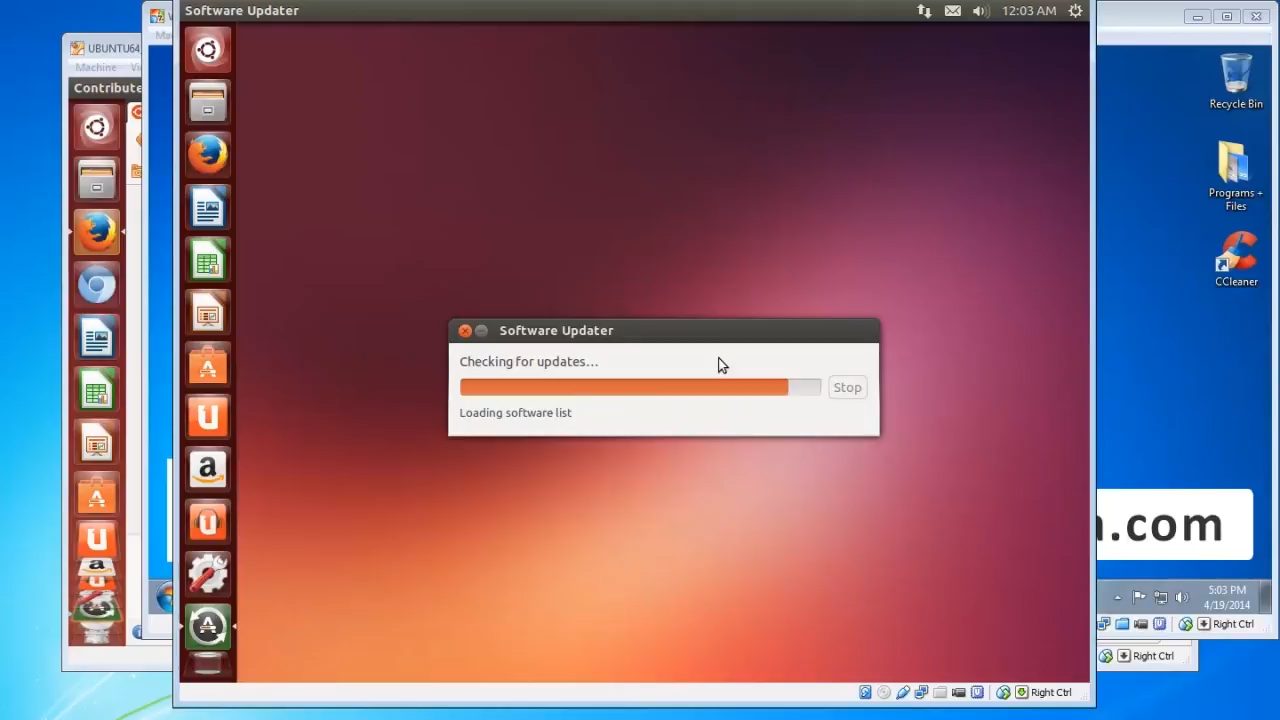 Software Updater
12:03 AM
UBUNTU64
Machine
Contribute
Recycle Bin
Programs +
Files
CCleaner
Software Updater
Checking for updates...
Stop
Loading software list
.com
5:03 PM
4/19/2014
Right Ctrl
Right Ctrl
Right Ctrl